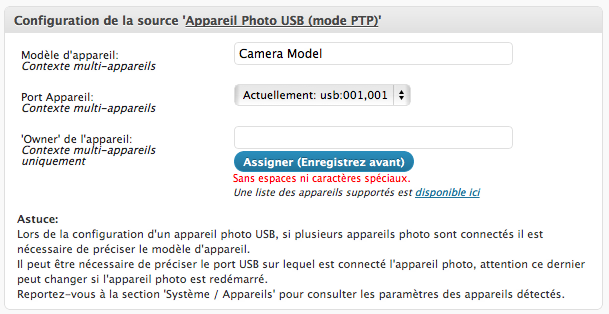 Configuration de la source 'Appareil Photo USB (mode PTP)'
Modèle d'appareil:
Camera Model
Contexte multi-appareils
Port Appareil:
Actuellement: usb:001,001
Contexte multi-appareils
'Owner' de l'appareil:
Contexte multi-appareils
uniquement
Assigner (Enregistrez avant)
Sans espaces ni caractères spéciaux.
Une liste des appareils supportés est disponible ici
Astuce:
Lors de la configuration d'un appareil photo USB, si plusieurs appareils photo sont connectés il est
nécessaire de préciser le modèle d'appareil.
Il peut être nécessaire de préciser le port USB sur lequel est connecté l'appareil photo, attention ce dernier
peut changer si l'appareil photo est redémarré.
Reportez-vous à la section 'Système / Appareils' pour consulter les paramètres des appareils détectés.